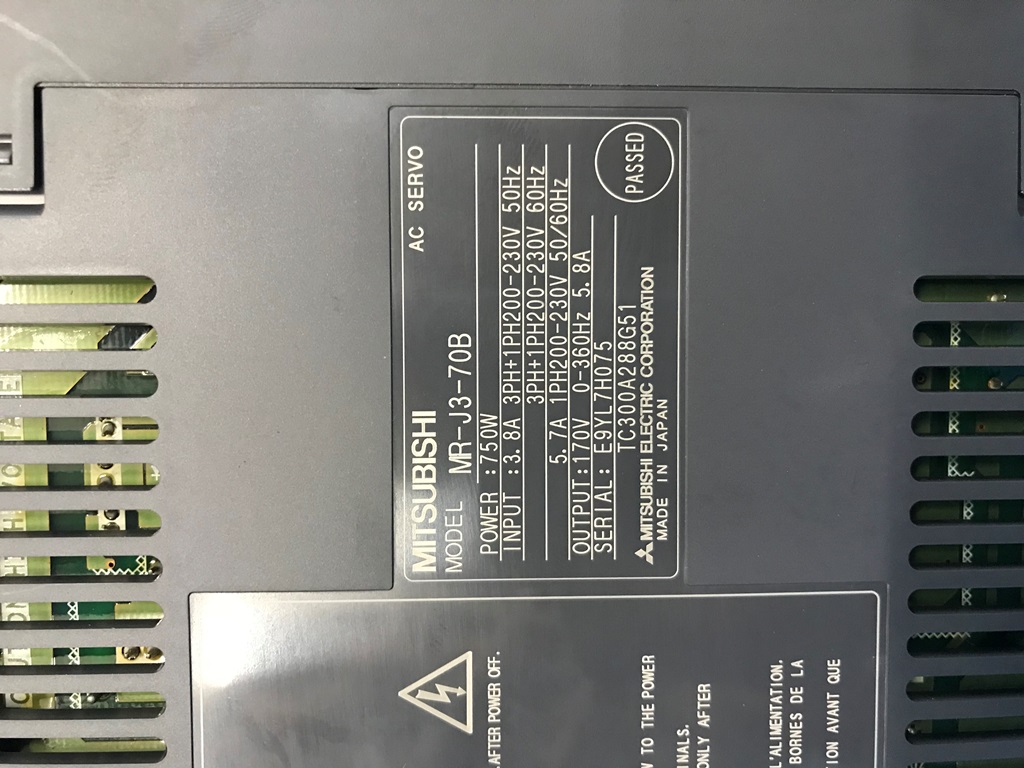 MITSUBISHI AC SERVO
MODEL MR-J3-70B
POWER :750W
INPUT :3.8A 3PH+1PH200-230V 50Hz
3PH+1PH200-230V 60Hz
5.7A 1PH200-230V 50/60Hz
OUTPUT:170V 0-360Hz 5.8A
SERIAL: E9YL7H075
TC300A288G51
MITSUBISHI ELECTRIC CORPORATION
MADE IN JAPAN
PASSED
AFTER POWER OFF.
TO THE POWER
ONLY AFTER
L'ALIMENTATION.
BORNES DE LA
AVANT QUE